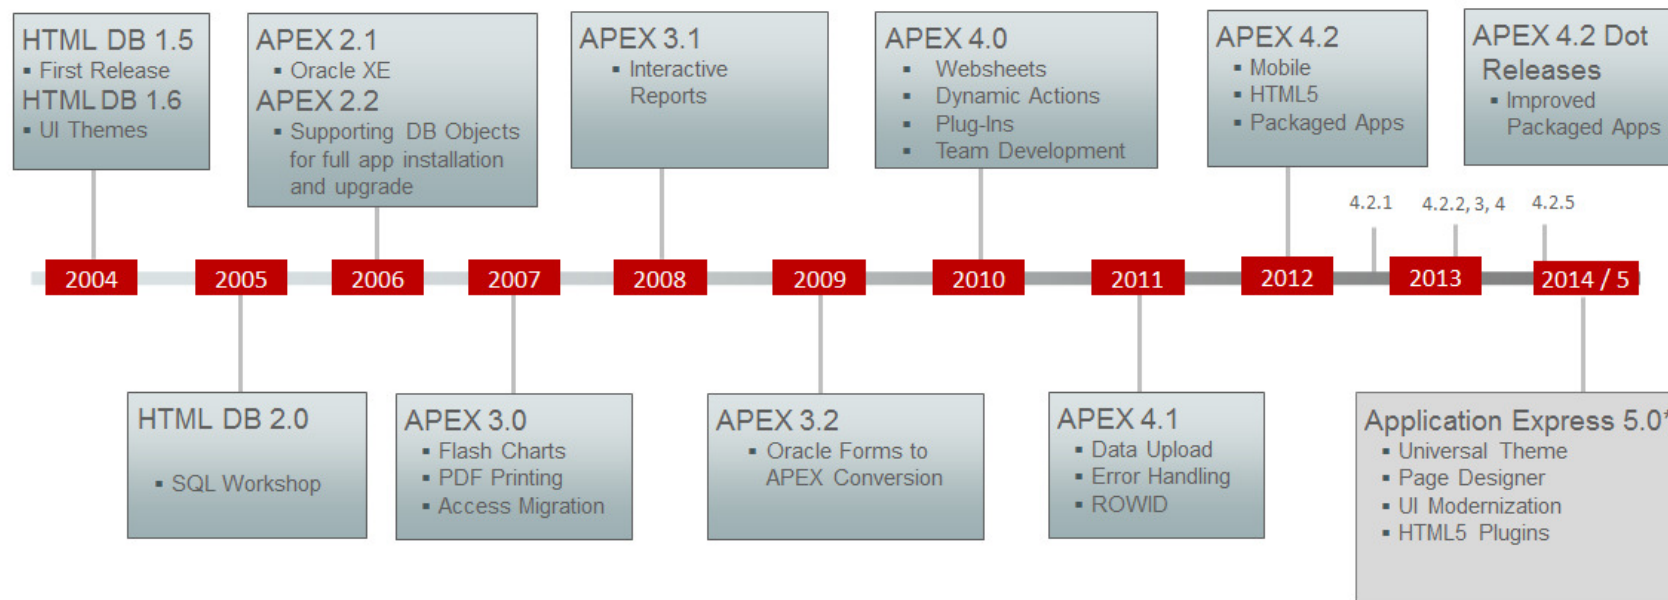 HTML DB 1.5
▪ First Release
HTML DB 1.6
▪ UI Themes
APEX 2.1
▪ Oracle XE
APEX 2.2
▪ Supporting DB Objects
for full app installation
and upgrade
APEX 3.1
▪ Interactive
Reports
APEX 4.0
▪ Websheets
▪ Dynamic Actions
▪ Plug-Ins
▪ Team Development
APEX 4.2
▪ Mobile
▪ HTML5
▪ Packaged Apps
APEX 4.2 Dot
Releases
▪ Improved
Packaged Apps
4.2.1
4.2.2, 3, 4
4.2.5
2004
2005
2006
2007
2008
2009
2010
2011
2012
2013
2014 / 5
HTML DB 2.0
▪ SQL Workshop
APEX 3.0
▪ Flash Charts
▪ PDF Printing
▪ Access Migration
APEX 3.2
▪ Oracle Forms to
APEX Conversion
APEX 4.1
▪ Data Upload
▪ Error Handling
▪ ROWID
Application Express 5.0*
▪ Universal Theme
▪ Page Designer
▪ UI Modernization
▪ HTML5 Plugins